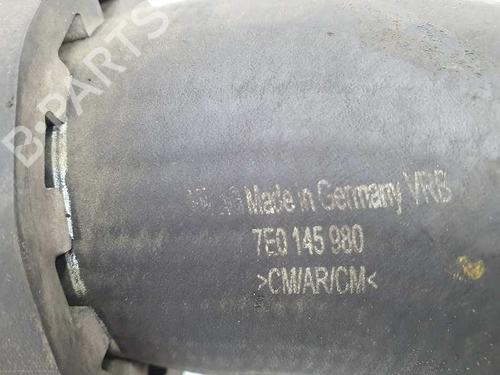 B-PARTS
Made in Germany VRB
7E0 145 980
>CM/AR/CM<